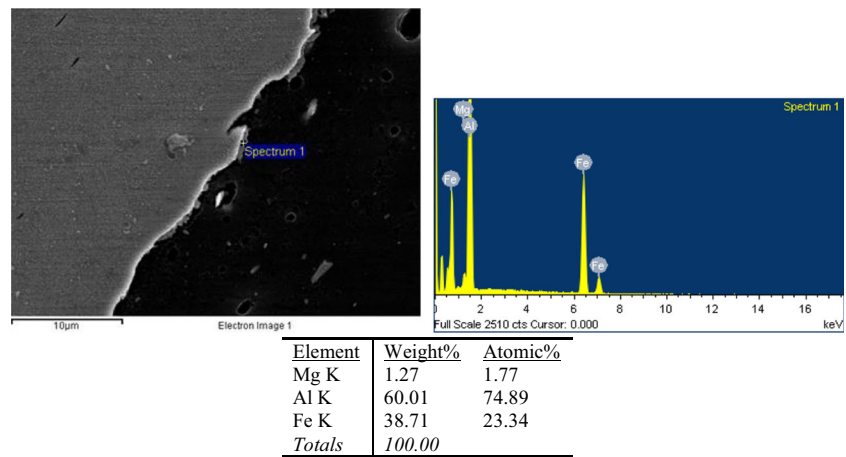 Spectrum 1
10μm
Electron Image 1
Spectrum 1
Mg
Al
Fe
Fe
Fe
2 4 6 8 10 12 14 16
Full Scale 2510 cts Cursor: 0.000 keV
Element Weight% Atomic%
Mg K 1.27 1.77
Al K 60.01 74.89
Fe K 38.71 23.34
Totals 100.00